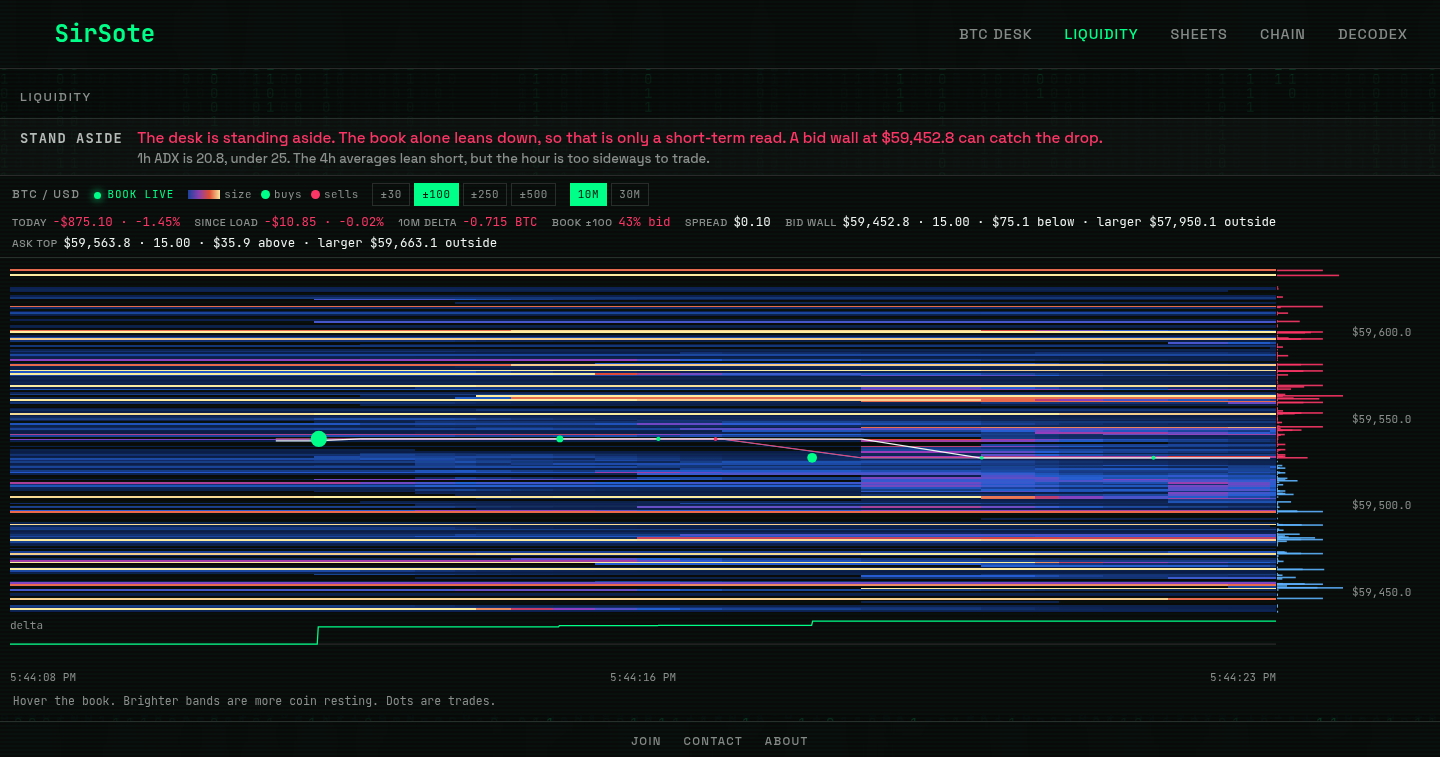 SirSote
BTC DESK LIQUIDITY SHEETS CHAIN DECODEX
LIQUIDITY
STAND ASIDE The desk is standing aside. The book alone leans down, so that is only a short-term read. A bid wall at $59,452.8 can catch the drop.
1h ADX is 20.8, under 25. The 4h averages lean short, but the hour is too sideways to trade.
BTC / USD BOOK LIVE size buys sells ±30 ±100 ±250 ±500 10M 30M
TODAY -$875.10 · -1.45% SINCE LOAD -$10.85 · -0.02% 10M DELTA -0.715 BTC BOOK ±100 43% bid SPREAD $0.10 BID WALL $59,452.8 · 15.00 · $75.1 below · larger $57,950.1 outside
ASK TOP $59,563.8 · 15.00 · $35.9 above · larger $59,663.1 outside
$59,600.0
$59,550.0
$59,500.0
$59,450.0
delta
5:44:08 PM 5:44:16 PM 5:44:23 PM
Hover the book. Brighter bands are more coin resting. Dots are trades.
JOIN CONTACT ABOUT